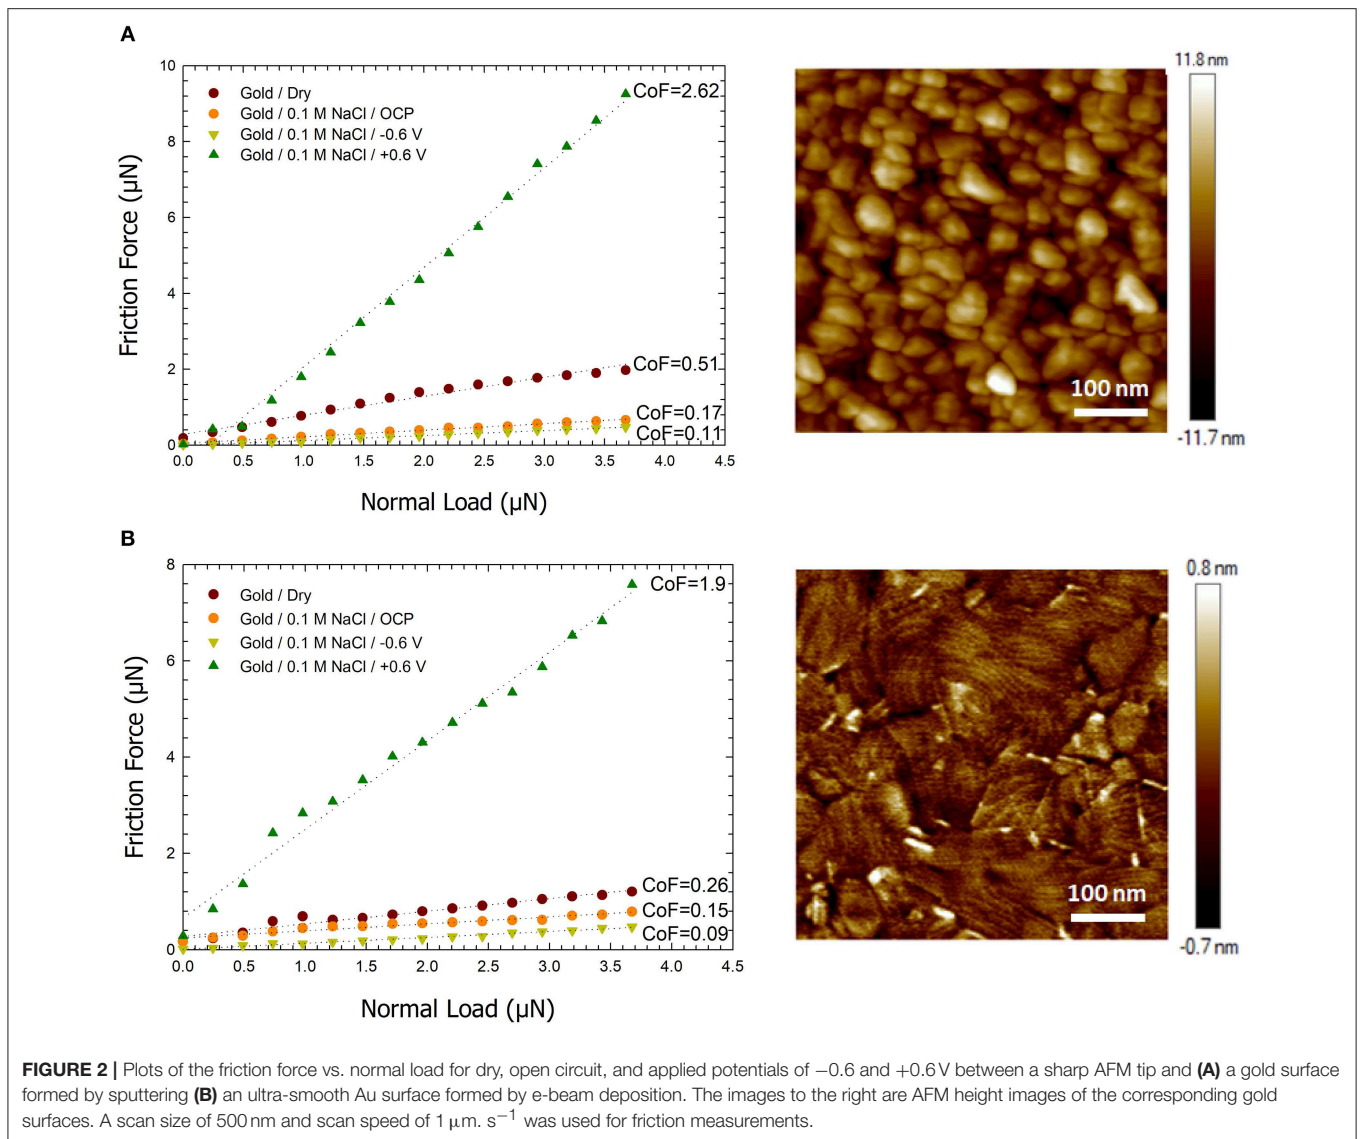 A
10
8
6
4
2
0
Friction Force (μN)
Gold / Dry
Gold / 0.1 M NaCl / OCP
Gold / 0.1 M NaCl / -0.6 V
Gold / 0.1 M NaCl / +0.6 V
CoF=2.62
CoF=0.51
CoF=0.17
CoF=0.11
0.0 0.5 1.0 1.5 2.0 2.5 3.0 3.5 4.0 4.5
Normal Load (μN)
11.8 nm
100 nm
-11.7 nm
B
8
6
4
2
0
Friction Force (μN)
Gold / Dry
Gold / 0.1 M NaCl / OCP
Gold / 0.1 M NaCl / -0.6 V
Gold / 0.1 M NaCl / +0.6 V
CoF=1.9
CoF=0.26
CoF=0.15
CoF=0.09
0.0 0.5 1.0 1.5 2.0 2.5 3.0 3.5 4.0 4.5
Normal Load (μN)
0.8 nm
100 nm
-0.7 nm
FIGURE 2 | Plots of the friction force vs. normal load for dry, open circuit, and applied potentials of −0.6 and +0.6 V between a sharp AFM tip and (A) a gold surface
formed by sputtering (B) an ultra-smooth Au surface formed by e-beam deposition. The images to the right are AFM height images of the corresponding gold
surfaces. A scan size of 500 nm and scan speed of 1 μm. s⁻¹ was used for friction measurements.